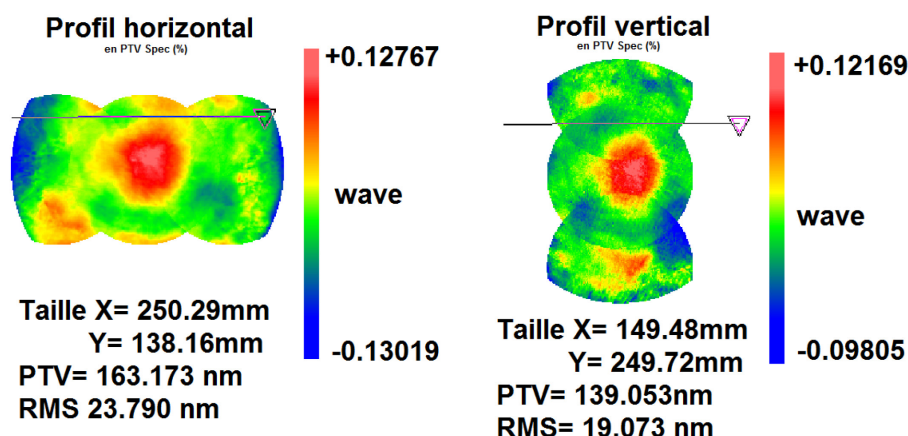 Profil horizontal
en PTV Spec (%)
+0.12767
wave
-0.13019
Taille X= 250.29mm
Y= 138.16mm
PTV= 163.173 nm
RMS 23.790 nm
Profil vertical
en PTV Spec (%)
+0.12169
wave
-0.09805
Taille X= 149.48mm
Y= 249.72mm
PTV= 139.053nm
RMS= 19.073 nm